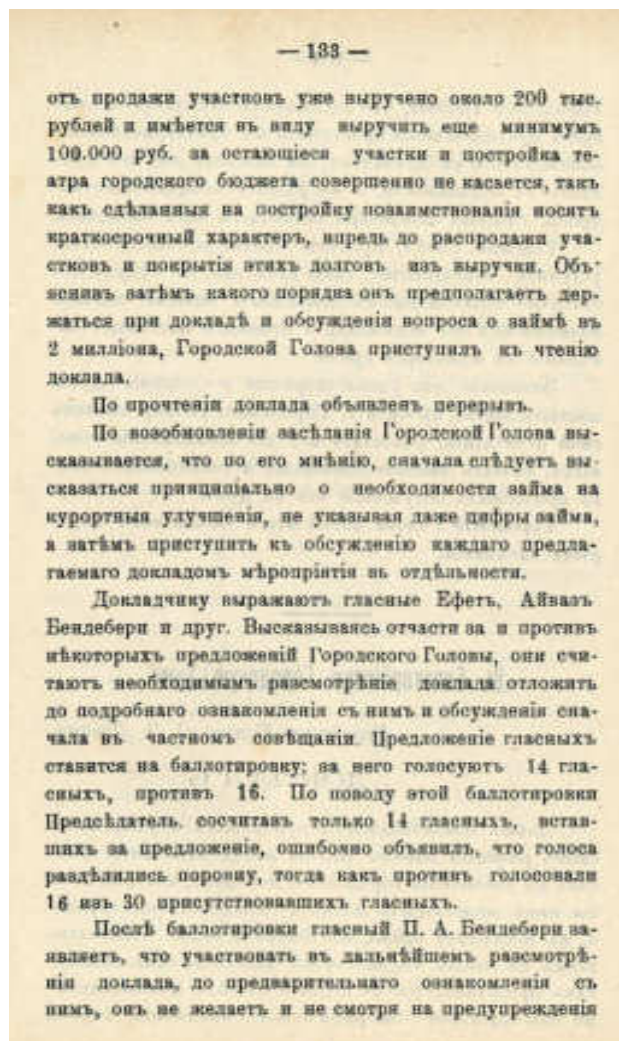 — 133 —
отъ продажи участковъ уже выручено около 200 тыс.
рублей и имѣется въ виду выручить еще минимумъ
100.000 руб. за остающіеся участки и постройка те-
атра городского бюджета совершенно не касается, такъ
какъ сдѣланныя на постройку позаимствованія носятъ
краткосрочный характеръ, впредь до распродажи уча-
стковъ и покрытія этихъ долговъ изъ выручки. Объ-
яснивъ затѣмъ какого порядка онъ предполагаетъ дер-
жаться при докладѣ и обсужденіи вопроса о займѣ въ
2 милліона, Городской Голова приступилъ къ чтенію
доклада.
По прочтеніи доклада объявленъ перерывъ.
По возобновленіи засѣданія Городской Голова вы-
сказывается, что по его мнѣнію, сначала слѣдуетъ вы-
сказаться принципіально о необходимости займа на
курортныя улучшенія, не указывая даже цифры займа,
а затѣмъ приступить къ обсужденію каждаго предла-
гаемаго докладомъ мѣропріятія въ отдѣльности.
Докладчику выражаютъ гласные Ефетъ, Айвазъ
Бендебери и друг. Высказываясь отчасти за и противъ
нѣкоторыхъ предложеній Городского Головы, они счи-
таютъ необходимымъ разсмотрѣніе доклада отложить
до подробнаго ознакомленія съ нимъ и обсужденія сна-
чала въ частномъ совѣщаніи. Предложеніе гласныхъ
ставится на баллотировку; за него голосуютъ 14 гла-
сныхъ, противъ 16. По поводу этой баллотировки
Предсѣдатель, сосчитавъ только 14 гласныхъ, встав-
шихъ за предложеніе, ошибочно объявилъ, что голоса
раздѣлились поровну, тогда какъ противъ голосовали
16 изъ 30 присутствовавшихъ гласныхъ.
Послѣ баллотировки гласный П. А. Бендебери за-
являетъ, что участвовать въ дальнѣйшемъ разсмотрѣ-
ніи доклада, до предварительнаго ознакомленія съ
нимъ, онъ не желаетъ и не смотря на предупрежденія